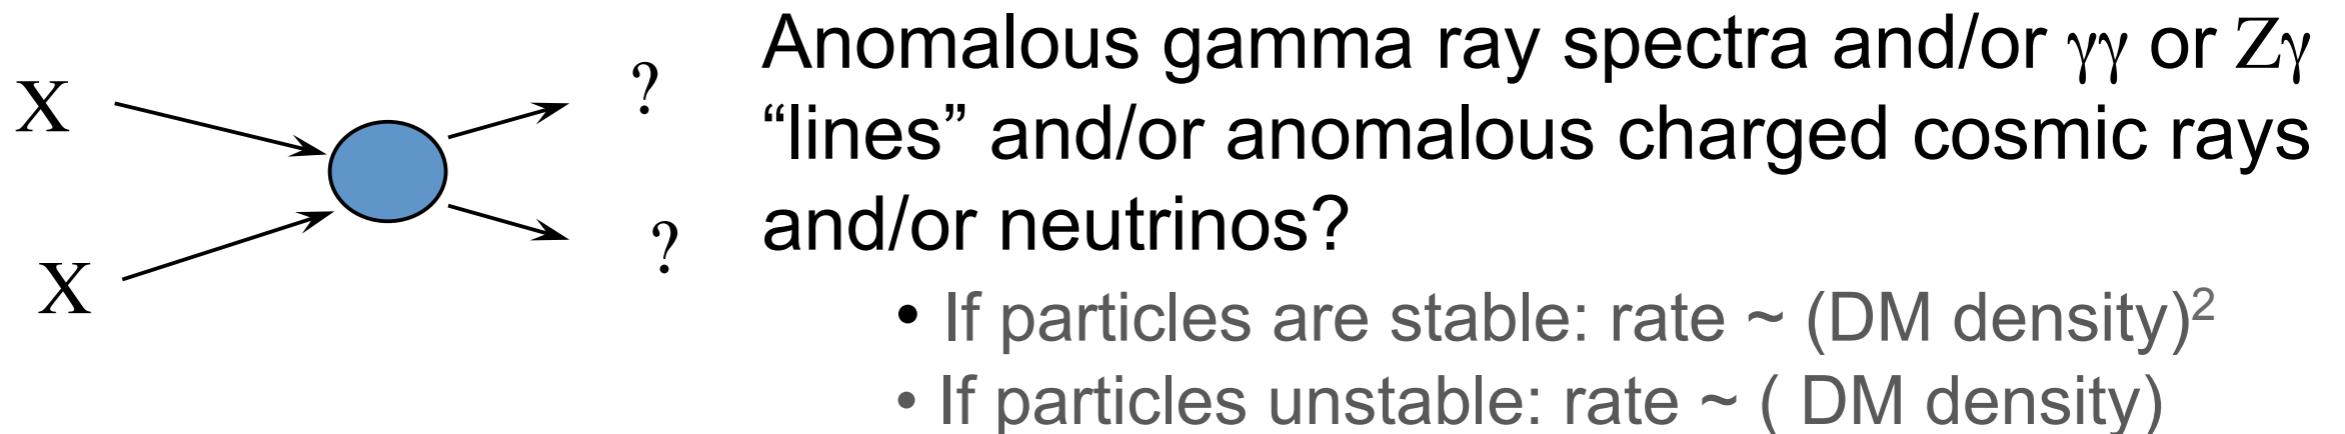 X
?
X
?
Anomalous gamma ray spectra and/or γγ or Zγ
“lines” and/or anomalous charged cosmic rays
and/or neutrinos?
• If particles are stable: rate ~ (DM density)²
• If particles unstable: rate ~ ( DM density)